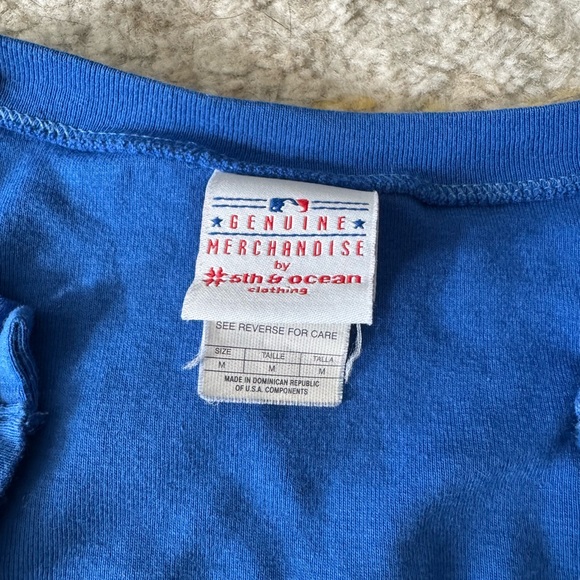 GENUINE
MERCHANDISE
by
5th & ocean
clothing
SEE REVERSE FOR CARE
SIZE TAILLE TALLA
M M M
MADE IN DOMINICAN REPUBLIC
OF U.S.A. COMPONENTS